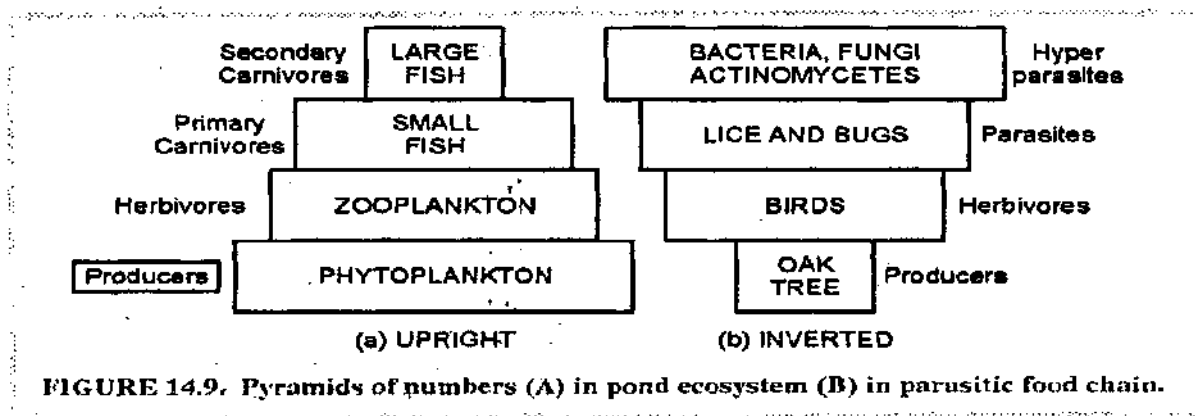 Secondary
Carnivores
LARGE
FISH
BACTERIA, FUNGI
ACTINOMYCETES
Hyper
parasites
Primary
Carnivores
SMALL
FISH
LICE AND BUGS
Parasites
Herbivores
ZOOPLANKTON
BIRDS
Herbivores
Producers
PHYTOPLANKTON
OAK
TREE
Producers
(a) UPRIGHT
(b) INVERTED
FIGURE 14.9. Pyramids of numbers (A) in pond ecosystem (B) in parusitic food chain.